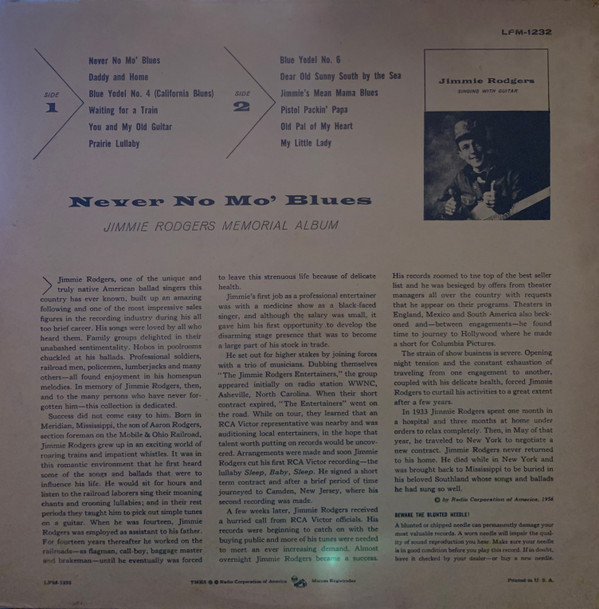 LPM-1232
SIDE 1
Never No Mo' Blues
Daddy and Home
Blue Yodel No. 4 (California Blues)
Waiting for a Train
You and My Old Guitar
Prairie Lullaby
SIDE 2
Blue Yodel No. 6
Dear Old Sunny South by the Sea
Jimmie's Mean Mama Blues
Pistol Packin' Papa
Old Pal of My Heart
My Little Lady
Jimmie Rodgers
SINGING WITH GUITAR
Never No Mo' Blues
JIMMIE RODGERS MEMORIAL ALBUM
Jimmie Rodgers, one of the unique and
truly native American ballad singers this
country has ever known, built up an amazing
following and one of the most impressive sales
figures in the recording industry during his all
too brief career. His songs were loved by all who
heard them. Family groups delighted in their
unabashed sentimentality. Hobos in poolrooms
chuckled at his ballads. Professional soldiers,
railroad men, policemen, lumberjacks and many
others—all found enjoyment in his homespun
melodies. In memory of Jimmie Rodgers, then,
and to the many persons who have never for-
gotten him—this collection is dedicated.
Success did not come easy to him. Born in
Meridian, Mississippi, the son of Aaron Rodgers,
section foreman on the Mobile & Ohio Railroad,
Jimmie Rodgers grew up in an exciting world of
roaring trains and impatient whistles. It was in
this romantic environment that he first heard
some of the songs and ballads that were to
influence his life. He would sit for hours and
listen to the railroad laborers sing their moaning
chants and crooning lullabies; and in their rest
periods they taught him to pick out simple tunes
on a guitar. When he was fourteen, Jimmie
Rodgers was employed as assistant to his father.
For fourteen years thereafter he worked on the
railroads—as flagman, call-boy, baggage master
and brakeman—until he eventually was forced
to leave this strenuous life because of delicate
health.
Jimmie's first job as a professional entertainer
was with a medicine show as a black-faced
singer, and although the salary was small, it
gave him his first opportunity to develop the
disarming stage presence that was to become
a large part of his stock in trade.
He set out for higher stakes by joining forces
with a trio of musicians. Dubbing themselves
"The Jimmie Rodgers Entertainers," the group
appeared initially on radio station WWNC,
Asheville, North Carolina. When their short
contract expired, "The Entertainers" went on
the road. While on tour, they learned that an
RCA Victor representative was nearby and was
auditioning local entertainers, in the hope that
talent worth putting on records would be uncov-
ered. Arrangements were made and soon Jimmie
Rodgers cut his first RCA Victor recording—the
lullaby Sleep, Baby, Sleep. He signed a short
term contract and after a brief period of time
journeyed to Camden, New Jersey, where his
second recording was made.
A few weeks later, Jimmie Rodgers received
a hurried call from RCA Victor officials. His
records were beginning to catch on with the
buying public and more of his tunes were needed
to meet an ever increasing demand. Almost
overnight Jimmie Rodgers became a success.
His records zoomed to the top of the best seller
list and he was besieged by offers from theater
managers all over the country with requests
that he appear on their programs. Theaters in
England, Mexico and South America also beck-
oned and—between engagements—he found
time to journey to Hollywood where he made
a short for Columbia Pictures.
The strain of show business is severe. Opening
night tension and the constant exhaustion of
traveling from one engagement to another,
coupled with his delicate health, forced Jimmie
Rodgers to curtail his activities to a great extent
after a few years.
In 1933 Jimmie Rodgers spent one month in
a hospital and three months at home under
orders to relax completely. Then, in May of that
year, he traveled to New York to negotiate a
new contract. Jimmie Rodgers never returned
to his home. He died while in New York and
was brought back to Mississippi to be buried in
his beloved Southland whose songs and ballads
he had sung so well.
© by Radio Corporation of America, 1956
BEWARE THE BLUNTED NEEDLE!
A blunted or chipped needle can permanently damage your
most valuable records. A worn needle will impair the qual-
ity of sound reproduction you hear. Make sure your needle
is in good condition before you play this record. If in doubt,
have it checked by your dealer—or buy a new needle.
LPM-1232
TMKS ® Radio Corporation of America
Marcas Registradas
Printed in U. S. A.